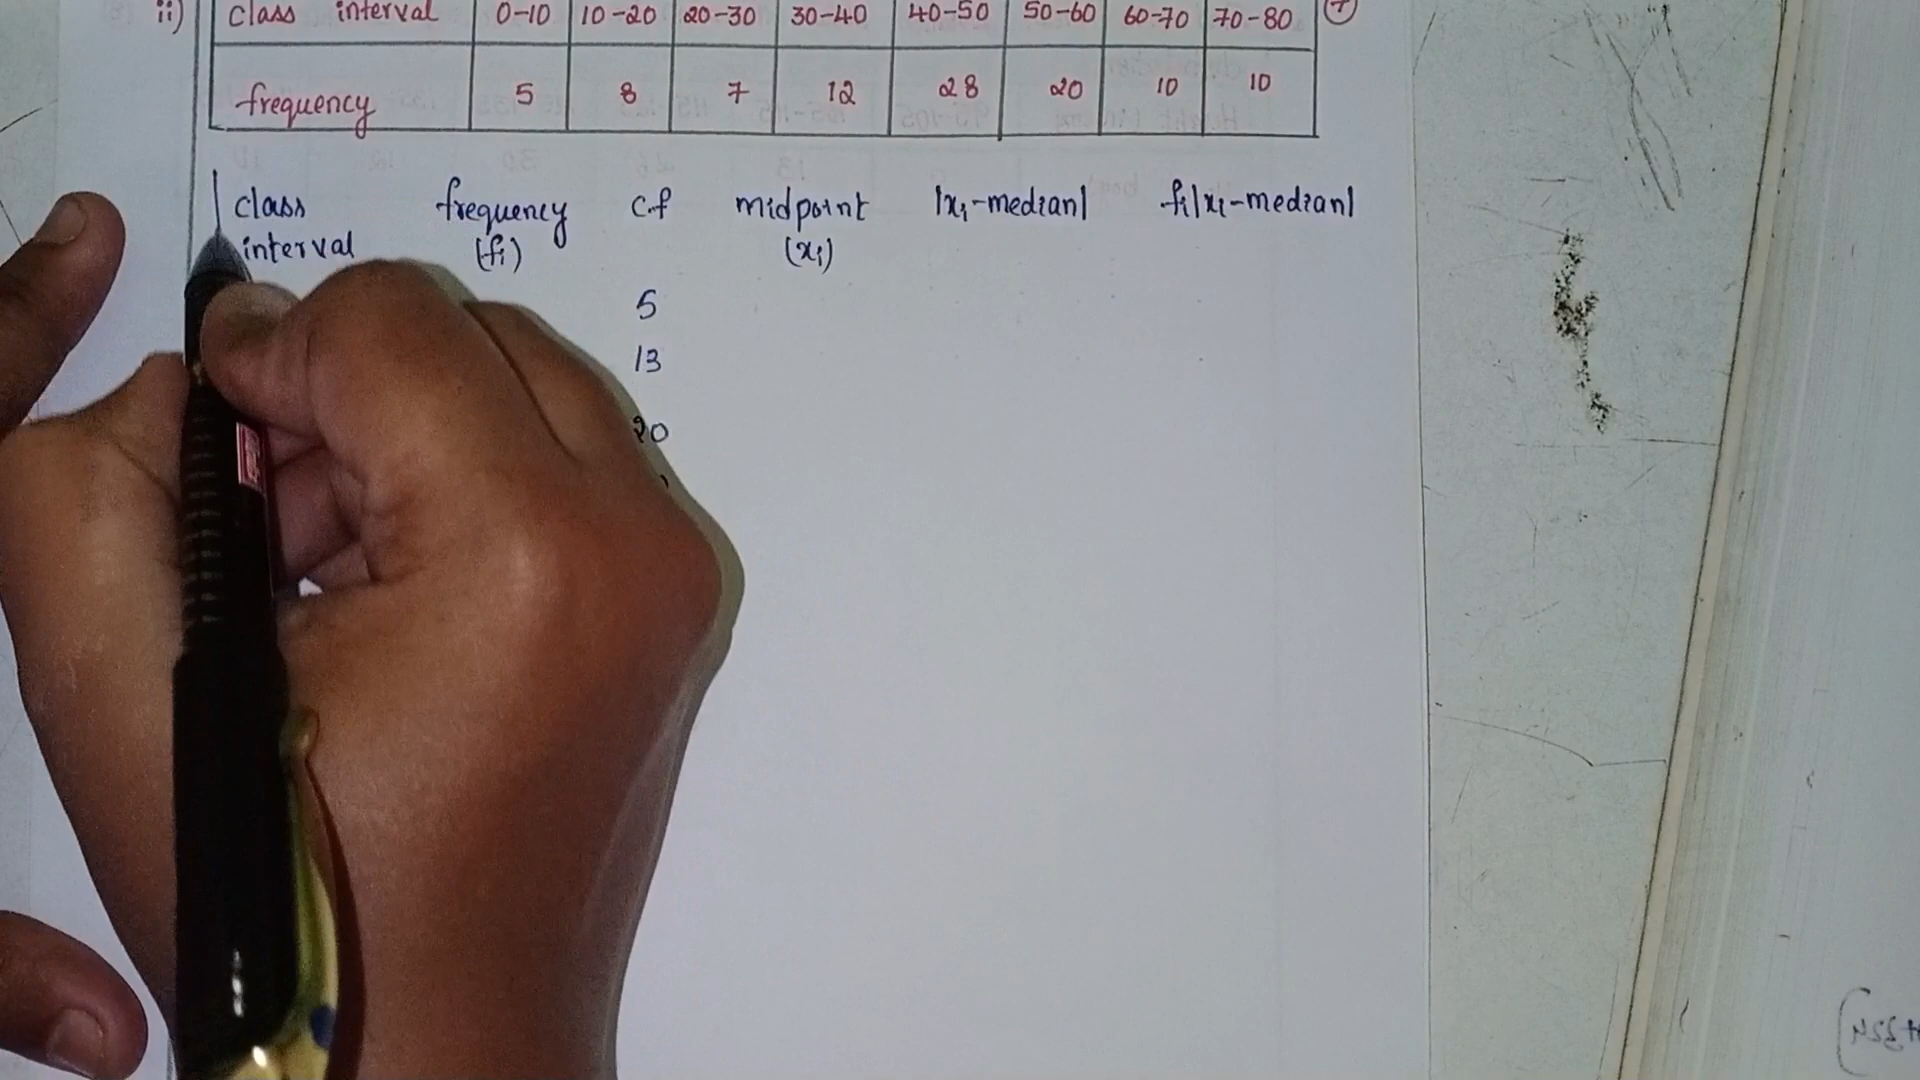 ii) class interval 0-10 10-20 20-30 30-40 40-50 50-60 60-70 70-80
frequency 5 8 7 12 28 20 10 10
class interval frequency (fi) c.f midpoint (xi) |xi-median| fi|xi-median|
5
13
20